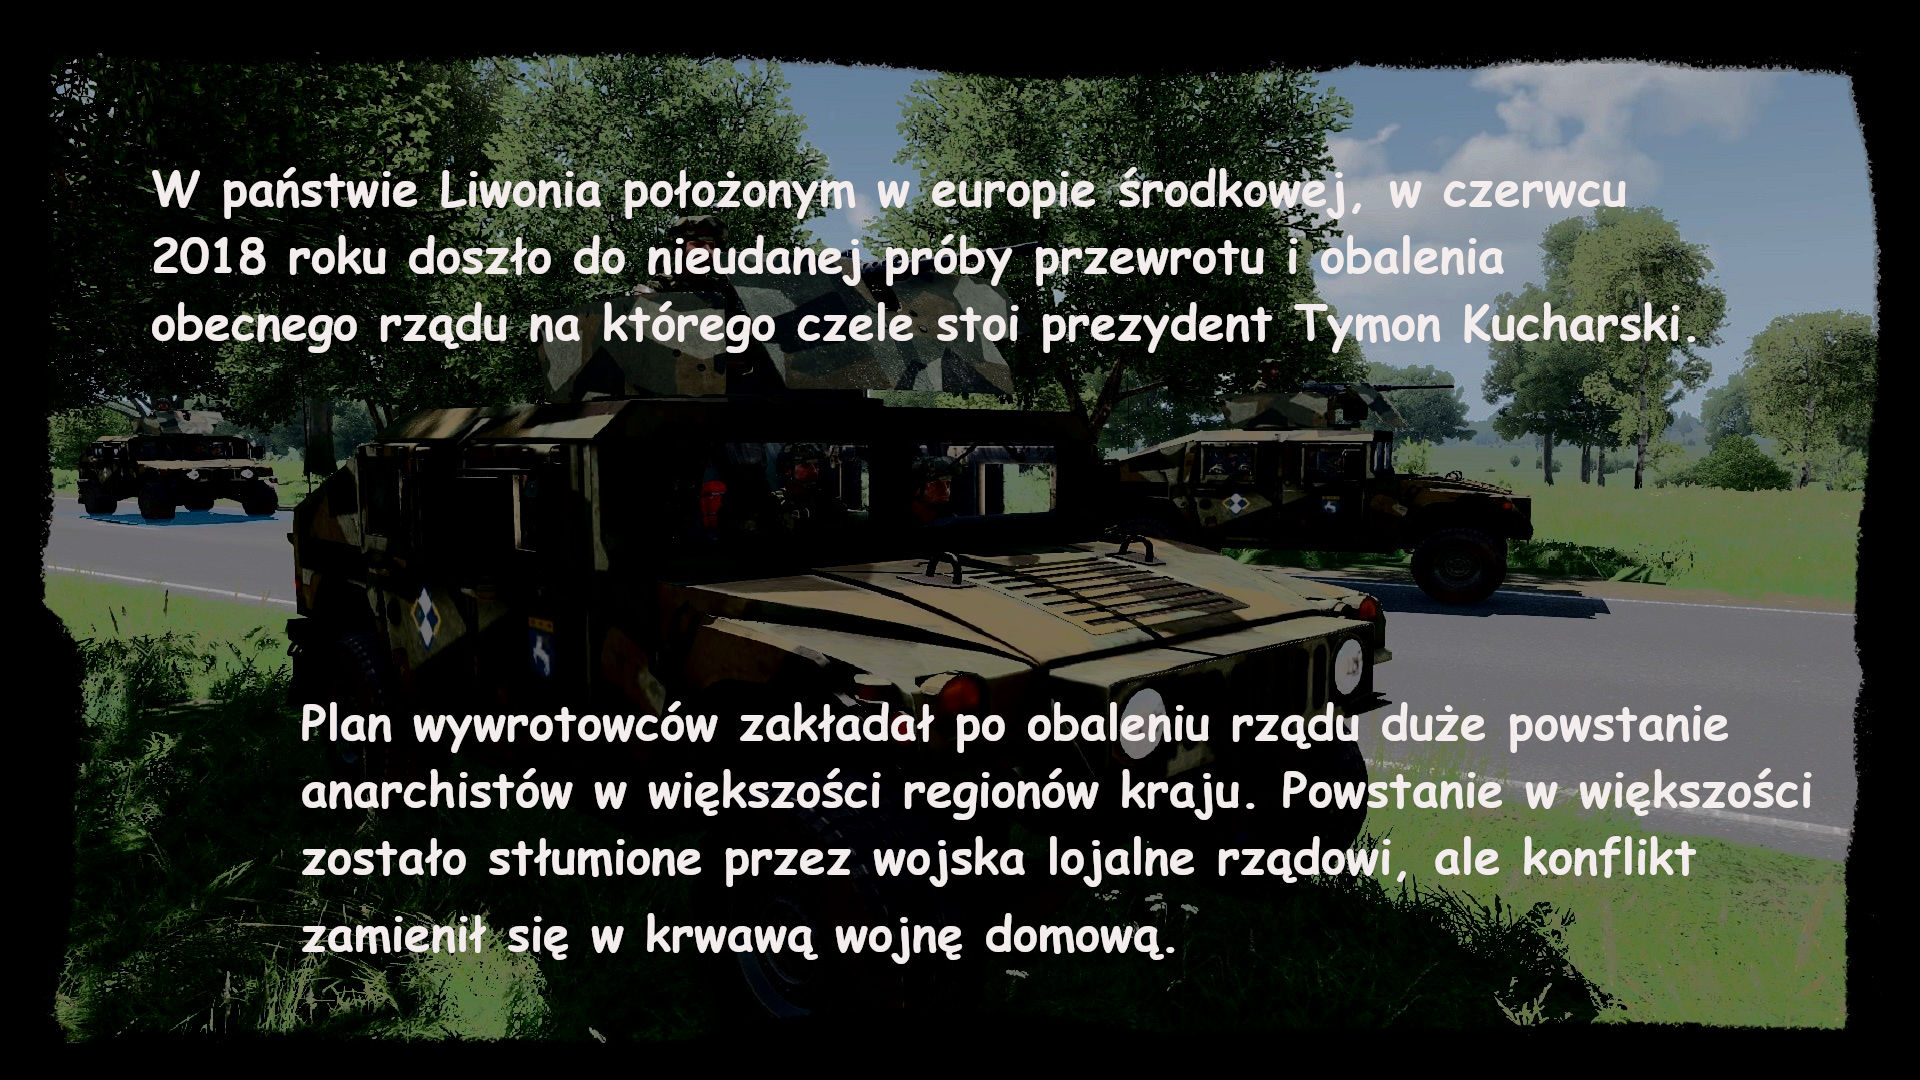 W państwie Liwonia położonym w europie środkowej, w czerwcu
2018 roku doszło do nieudanej próby przewrotu i obalenia
obecnego rządu na którego czele stoi prezydent Tymon Kucharski.
Plan wywrotowców zakładał po obaleniu rządu duże powstanie
anarchistów w większości regionów kraju. Powstanie w większości
zostało stłumione przez wojska lojalne rządowi, ale konflikt
zamienił się w krwawą wojnę domową.